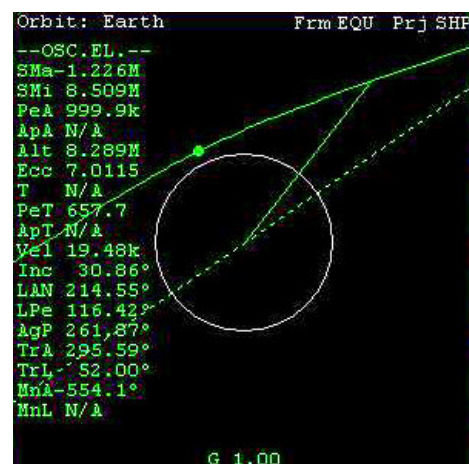 Orbit: Earth Frm EQU Prj SHP
--OSC.EL.--
SMa-1.226M
SMi 8.509M
PeA 999.9k
ApA N/A
Alt 8.289M
Ecc 7.0115
T N/A
PeT 657.7
ApT N/A
Vel 19.48k
Inc 30.86°
LAN 214.55°
LPe 116.42°
AgP 261.87°
TrA 295.59°
TrL 52.00°
MnA-554.1°
MnL N/A
G 1.00